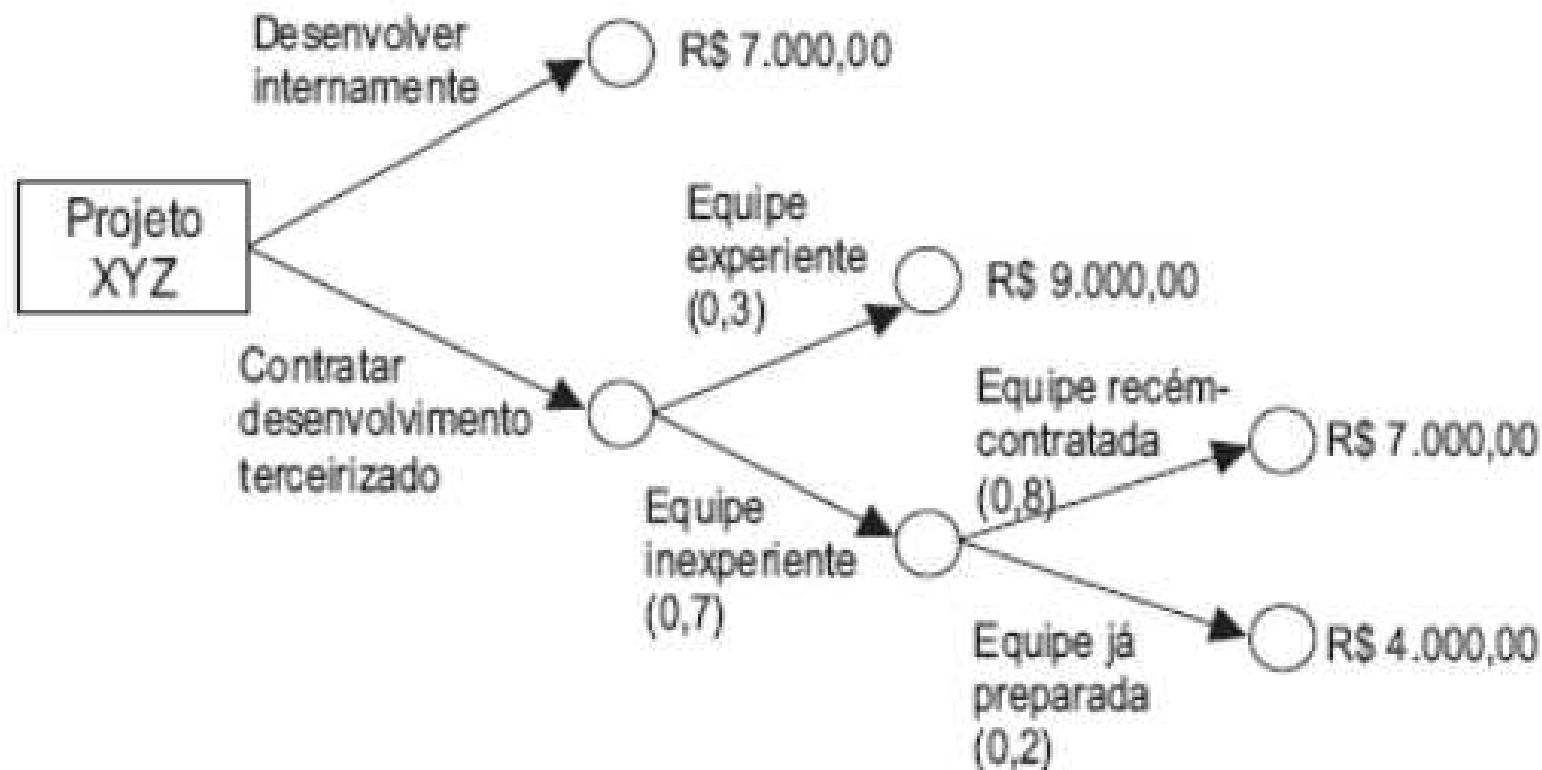 Desenvolver
internamente
R$ 7.000,00
Projeto
XYZ
Equipe
experiente
(0,3)
R$ 9.000,00
Contratar
desenvolvimento
terceirizado
Equipe recém-
contratada
(0,8)
R$ 7.000,00
Equipe
inexperiente
(0,7)
Equipe já
preparada
(0,2)
R$ 4.000,00